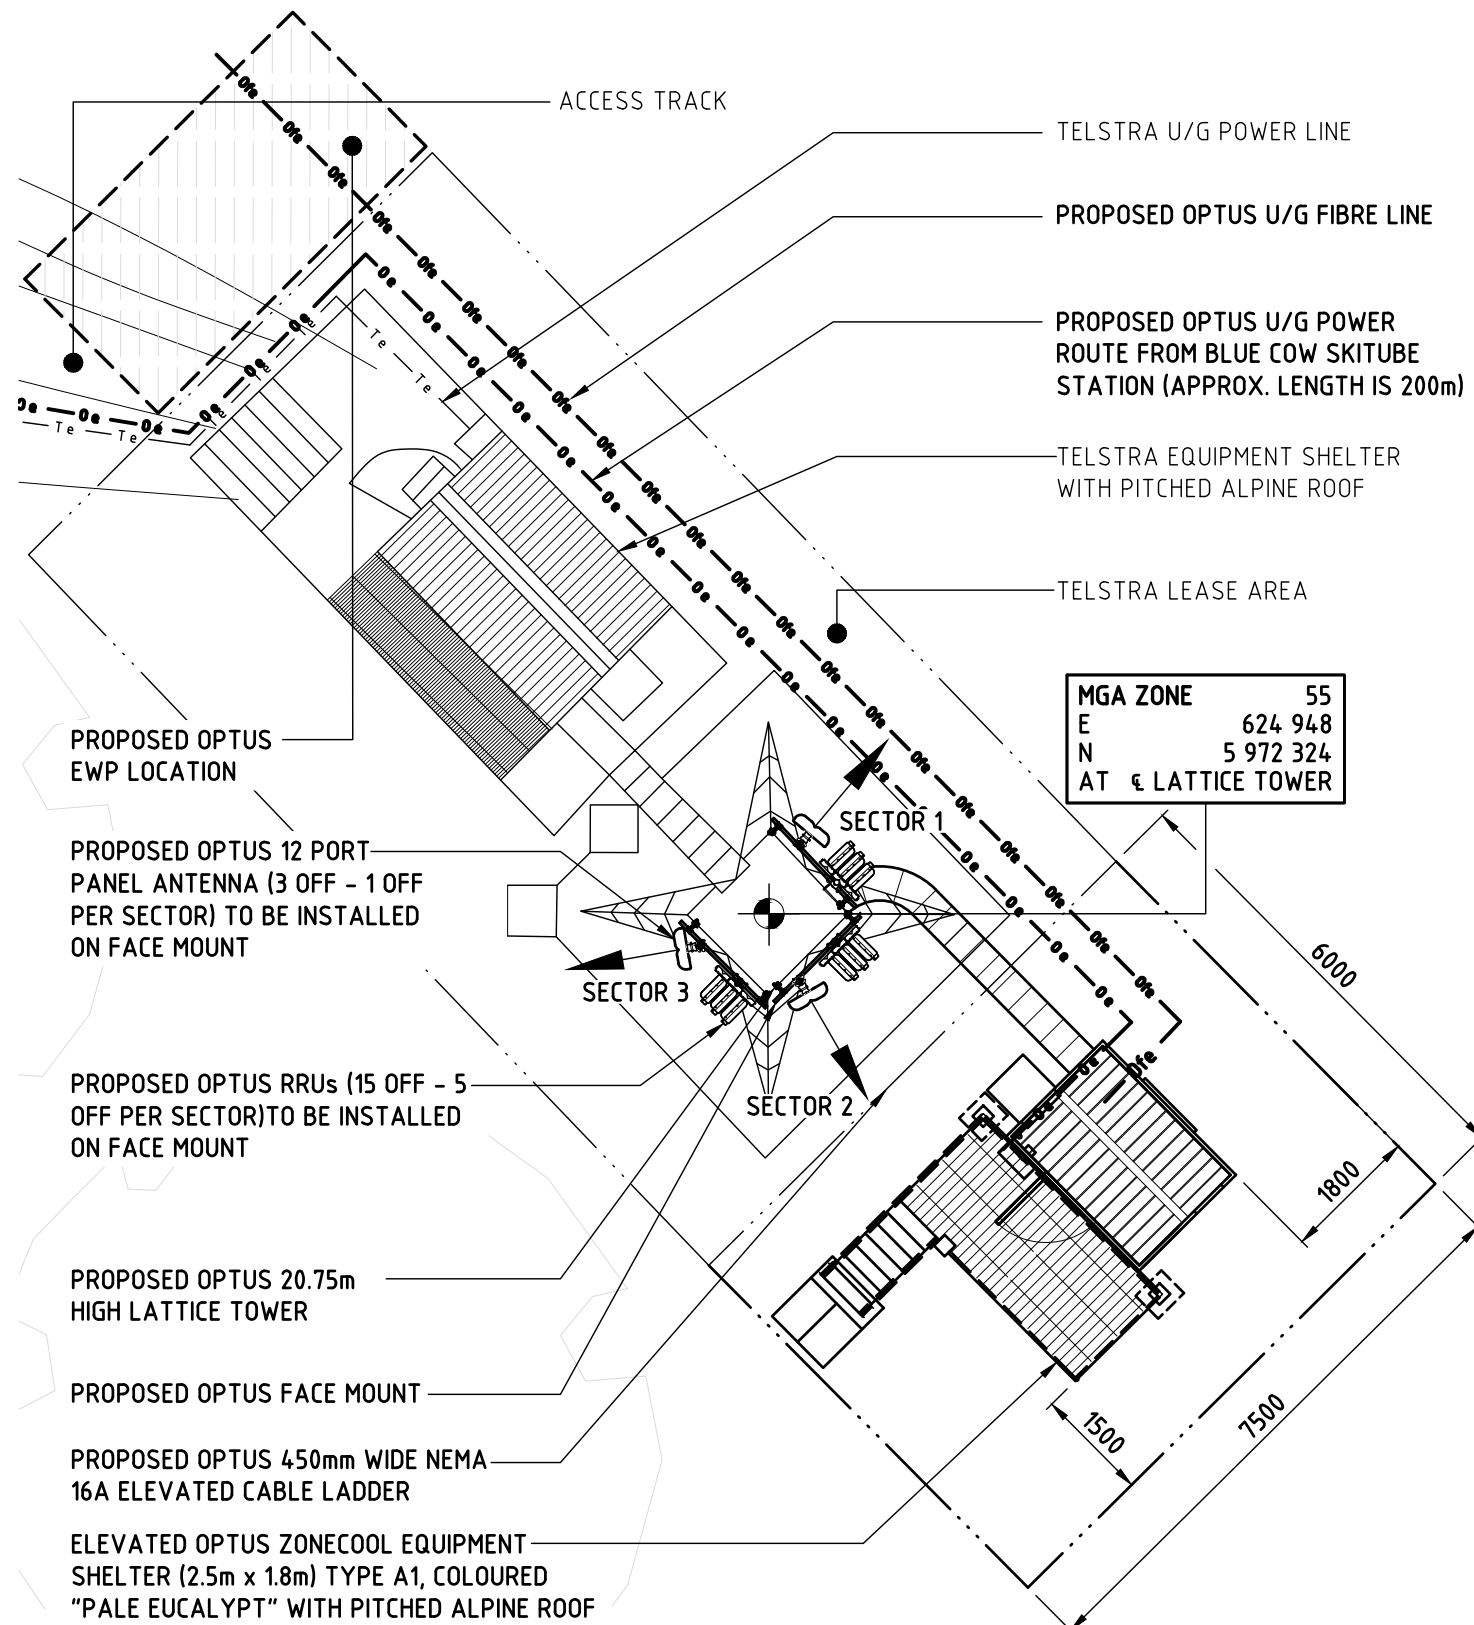 ACCESS TRACK
TELSTRA U/G POWER LINE
PROPOSED OPTUS U/G FIBRE LINE
PROPOSED OPTUS U/G POWER
ROUTE FROM BLUE COW SKITUBE
STATION (APPROX. LENGTH IS 200m)
TELSTRA EQUIPMENT SHELTER
WITH PITCHED ALPINE ROOF
TELSTRA LEASE AREA
MGA ZONE 55
E 624 948
N 5 972 324
AT ℄ LATTICE TOWER
PROPOSED OPTUS
EWP LOCATION
SECTOR 1
PROPOSED OPTUS 12 PORT
PANEL ANTENNA (3 OFF - 1 OFF
PER SECTOR) TO BE INSTALLED
ON FACE MOUNT
SECTOR 3
6000
PROPOSED OPTUS RRUs (15 OFF - 5
OFF PER SECTOR)TO BE INSTALLED
ON FACE MOUNT
SECTOR 2
1800
PROPOSED OPTUS 20.75m
HIGH LATTICE TOWER
PROPOSED OPTUS FACE MOUNT
7500
1500
PROPOSED OPTUS 450mm WIDE NEMA
16A ELEVATED CABLE LADDER
ELEVATED OPTUS ZONECOOL EQUIPMENT
SHELTER (2.5m x 1.8m) TYPE A1, COLOURED
"PALE EUCALYPT" WITH PITCHED ALPINE ROOF